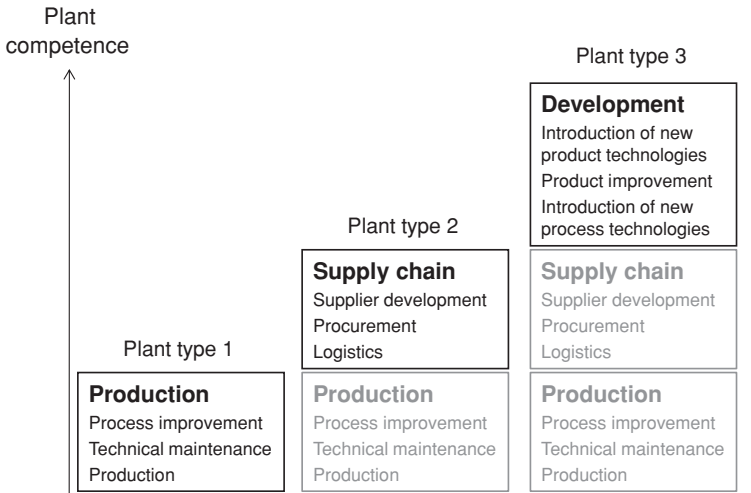 Plant
competence
Plant type 3
Development
Introduction of new
product technologies
Product improvement
Introduction of new
process technologies
Plant type 2
Supply chain
Supplier development
Procurement
Logistics
Supply chain
Supplier development
Procurement
Logistics
Plant type 1
Production
Process improvement
Technical maintenance
Production
Production
Process improvement
Technical maintenance
Production
Production
Process improvement
Technical maintenance
Production